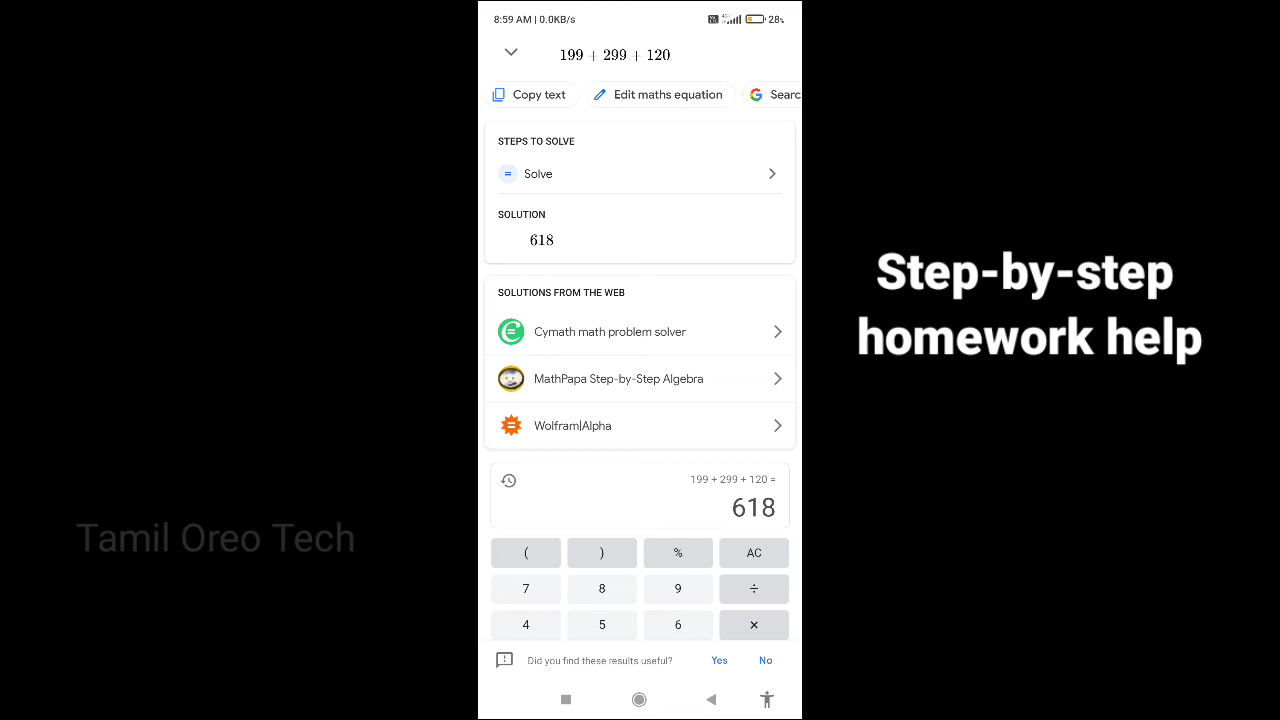 8:59 AM | 0.0KB/s
28%
199 + 299 + 120
Copy text
Edit maths equation
Searc
STEPS TO SOLVE
= Solve
SOLUTION
618
SOLUTIONS FROM THE WEB
Cymath math problem solver
MathPapa Step-by-Step Algebra
Wolfram|Alpha
199 + 299 + 120 =
618
( ) % AC
7 8 9 ÷
4 5 6 ×
Did you find these results useful? Yes No
Step-by-step
homework help
Tamil Oreo Tech